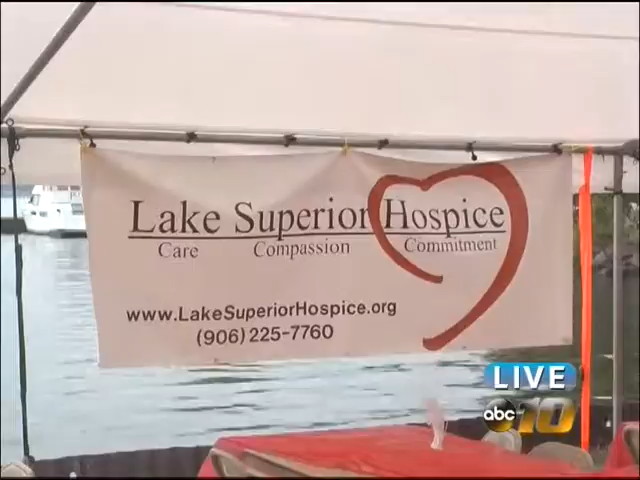 Lake Superior Hospice
Care Compassion Commitment
www.LakeSuperiorHospice.org
(906) 225-7760
LIVE
abc 10